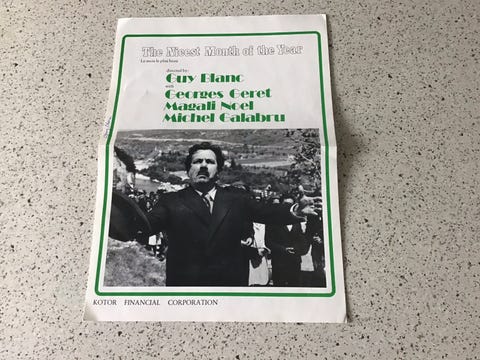 The Nicest Month of the Year
Le mois le plus beau
directed by:
Guy Blanc
with
Georges Geret
Magali Noel
Michel Galabru
KOTOR FINANCIAL CORPORATION